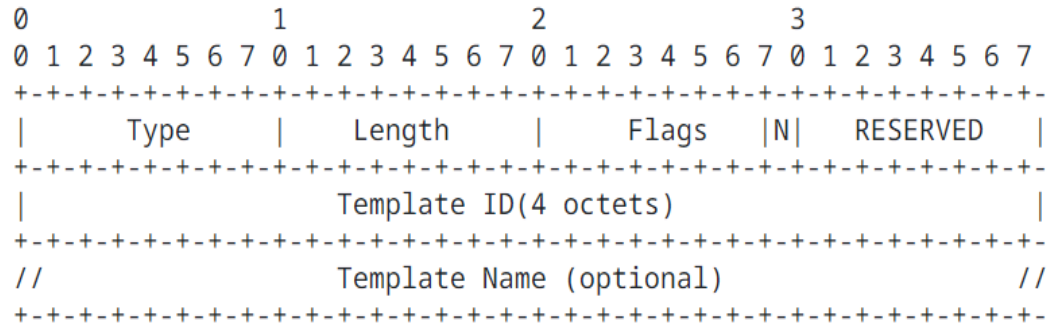 0                1               2               3
0 1 2 3 4 5 6 7 0 1 2 3 4 5 6 7 0 1 2 3 4 5 6 7 0 1 2 3 4 5 6 7
+-+-+-+-+-+-+-+-+-+-+-+-+-+-+-+-+-+-+-+-+-+-+-+-+-+-+-+-+-+-+-+-
|      Type     |    Length     |     Flags   |N|   RESERVED   |
+-+-+-+-+-+-+-+-+-+-+-+-+-+-+-+-+-+-+-+-+-+-+-+-+-+-+-+-+-+-+-+-
|                   Template ID(4 octets)                      |
+-+-+-+-+-+-+-+-+-+-+-+-+-+-+-+-+-+-+-+-+-+-+-+-+-+-+-+-+-+-+-+-
//                  Template Name (optional)                  //
+-+-+-+-+-+-+-+-+-+-+-+-+-+-+-+-+-+-+-+-+-+-+-+-+-+-+-+-+-+-+-+-